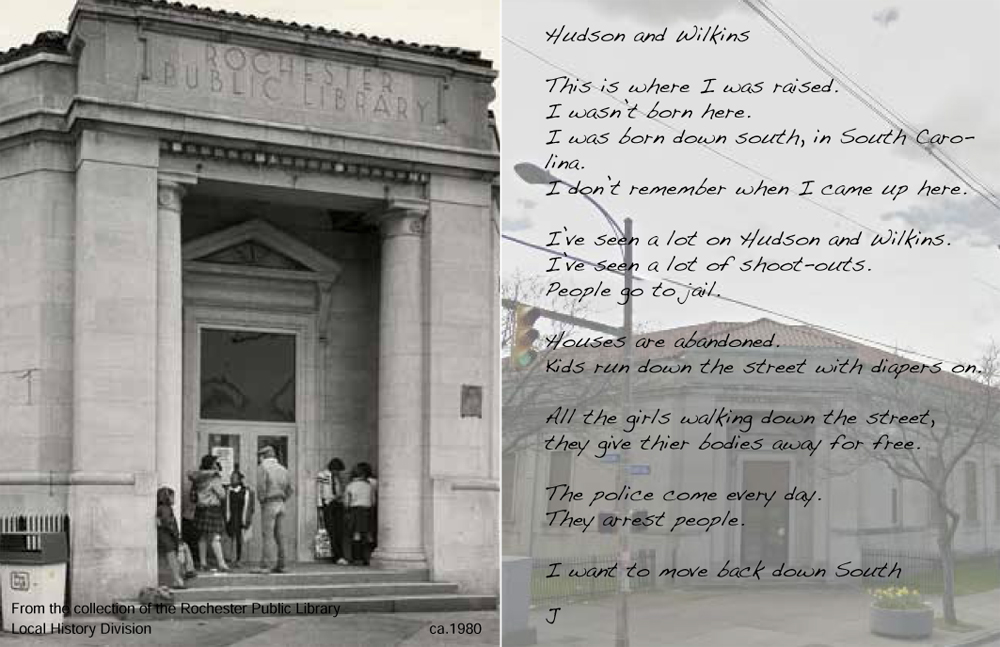 ROCHESTER
PUBLIC LIBRARY
From the collection of the Rochester Public Library
Local History Division
ca.1980
Hudson and Wilkins
This is where I was raised.
I wasn't born here.
I was born down south, in South Caro-
lina.
I don't remember when I came up here.
I've seen a lot on Hudson and Wilkins.
I've seen a lot of shoot-outs.
People go to jail.
Houses are abandoned.
Kids run down the street with diapers on.
All the girls walking down the street,
they give thier bodies away for free.
The police come every day.
They arrest people.
I want to move back down South
J